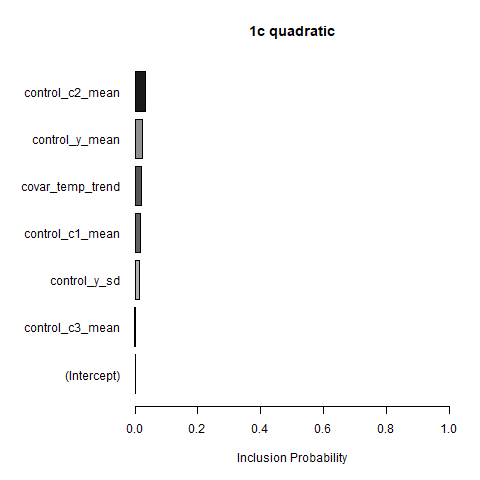 1c quadratic
control_c2_mean
control_y_mean
covar_temp_trend
control_c1_mean
control_y_sd
control_c3_mean
(Intercept)
0.0 0.2 0.4 0.6 0.8 1.0
Inclusion Probability